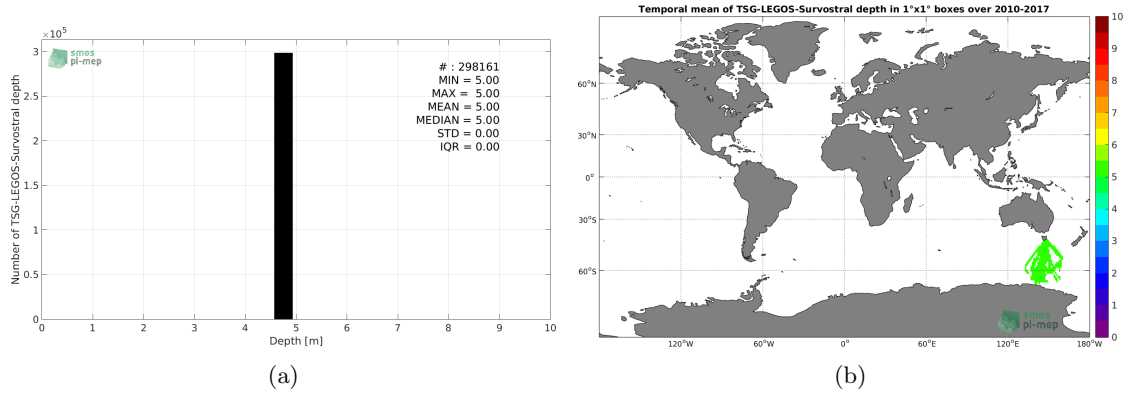 ×10^5
3
2.5
2
1.5
1
0.5
0
0 1 2 3 4 5 6 7 8 9 10
Number of TSG-LEGOS-Survostral depth
Depth [m]
smos
pi-mep
# : 298161
MIN = 5.00
MAX = 5.00
MEAN = 5.00
MEDIAN = 5.00
STD = 0.00
IQR = 0.00
(a)
Temporal mean of TSG-LEGOS-Survostral depth in 1°x1° boxes over 2010-2017
60°N
30°N
0°
30°S
60°S
120°W 60°W 0° 60°E 120°E 180°W
smos
pi-mep
10
9
8
7
6
5
4
3
2
1
0
(b)